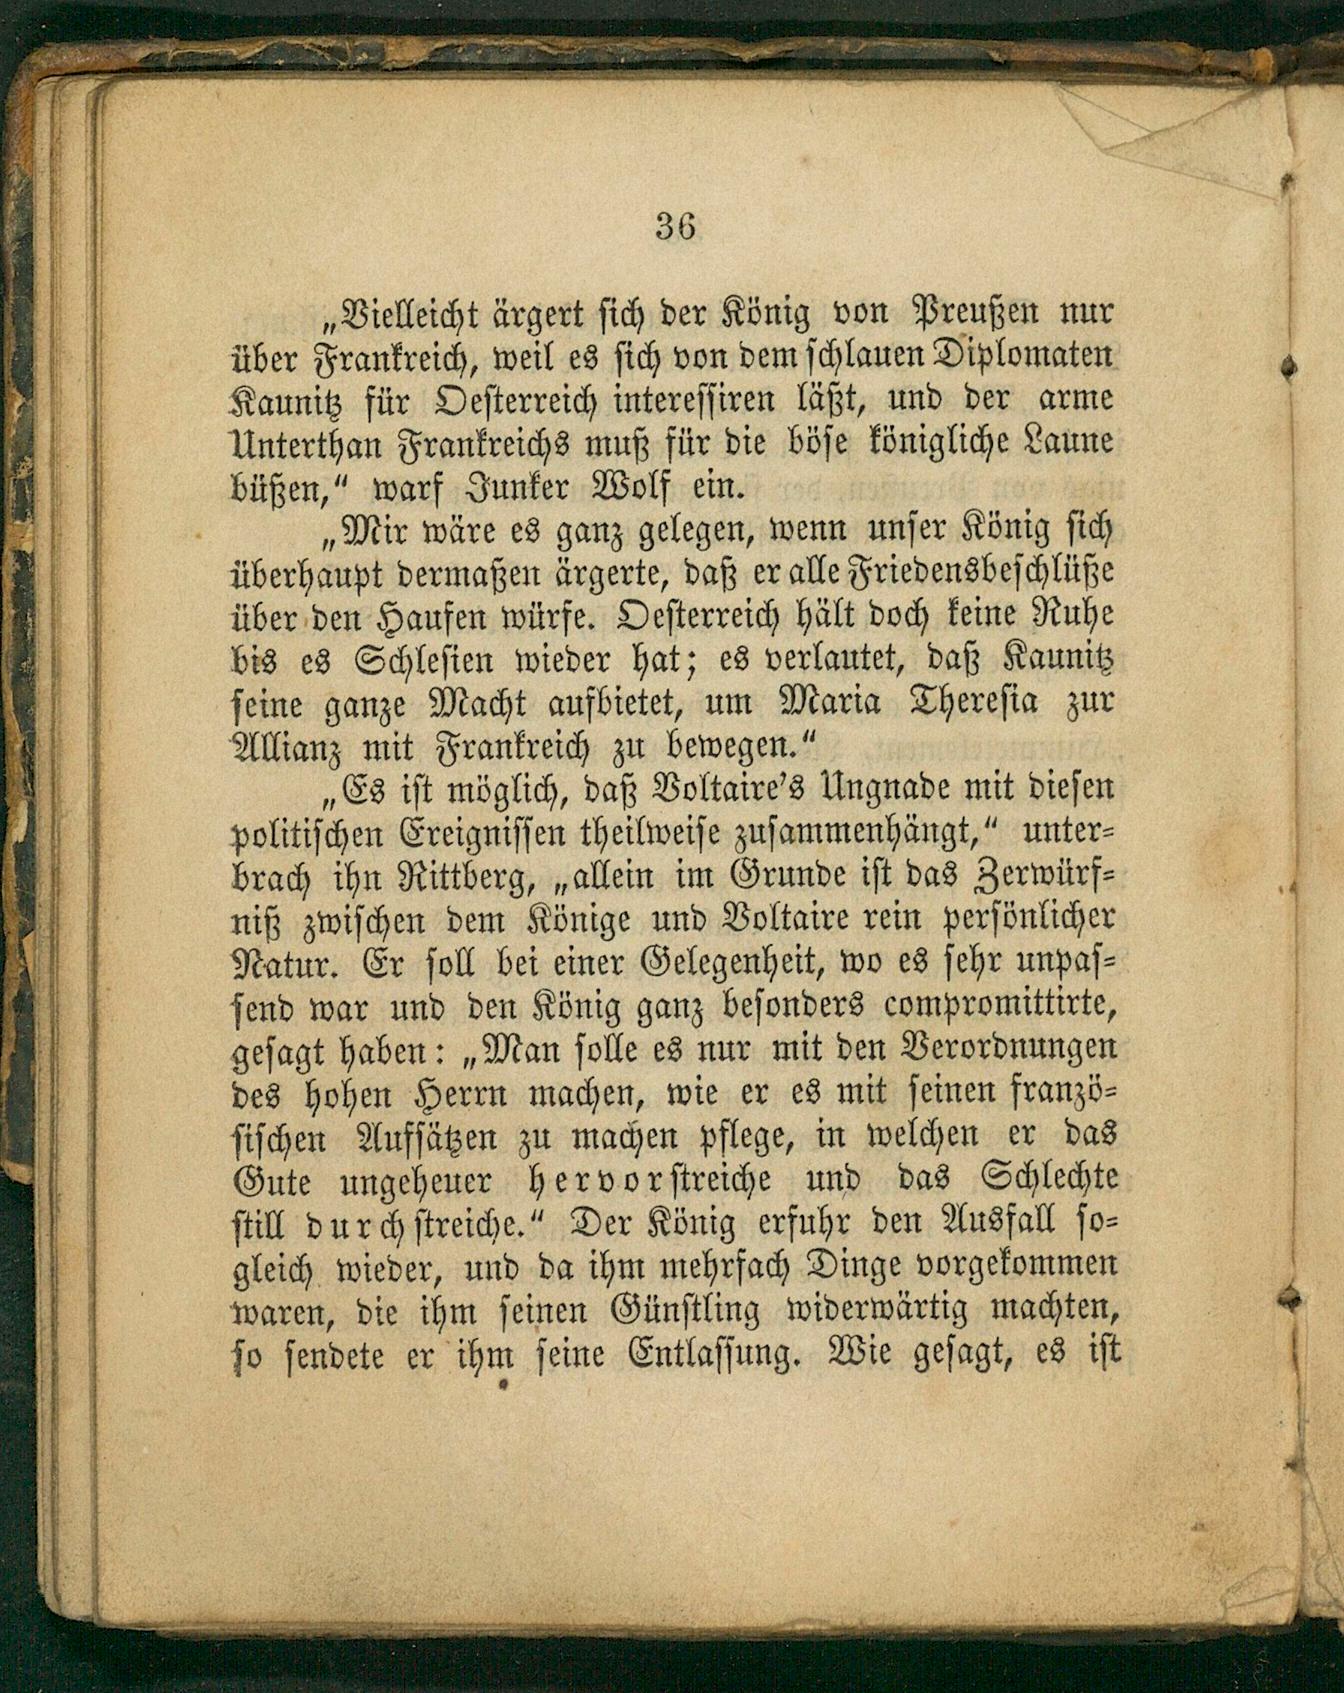 36
„Vielleicht ärgert sich der König von Preußen nur
über Frankreich, weil es sich von dem schlauen Diplomaten
Kaunitz für Oesterreich interessiren läßt, und der arme
Unterthan Frankreichs muß für die böse königliche Laune
büßen,“ warf Junker Wolf ein.
„Mir wäre es ganz gelegen, wenn unser König sich
überhaupt dermaßen ärgerte, daß er alle Friedensbeschlüße
über den Haufen würfe. Oesterreich hält doch keine Ruhe
bis es Schlesien wieder hat; es verlautet, daß Kaunitz
seine ganze Macht aufbietet, um Maria Theresia zur
Allianz mit Frankreich zu bewegen.“
„Es ist möglich, daß Voltaire's Ungnade mit diesen
politischen Ereignissen theilweise zusammenhängt,“ unter-
brach ihn Rittberg, „allein im Grunde ist das Zerwürf-
niß zwischen dem Könige und Voltaire rein persönlicher
Natur. Er soll bei einer Gelegenheit, wo es sehr unpas-
send war und den König ganz besonders compromittirte,
gesagt haben: „Man solle es nur mit den Verordnungen
des hohen Herrn machen, wie er es mit seinen franzö-
sischen Aufsätzen zu machen pflege, in welchen er das
Gute ungeheuer hervorstreiche und das Schlechte
still durchstreiche.“ Der König erfuhr den Ausfall so-
gleich wieder, und da ihm mehrfach Dinge vorgekommen
waren, die ihm seinen Günstling widerwärtig machten,
so sendete er ihm seine Entlassung. Wie gesagt, es ist